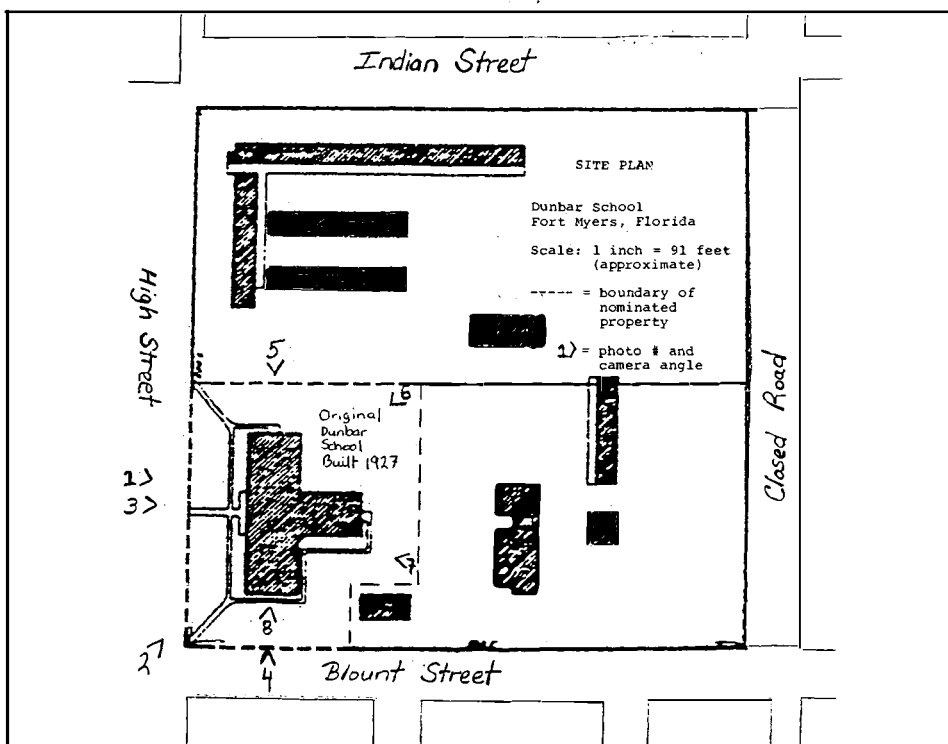 Indian Street
SITE PLAN
Dunbar School
Fort Myers, Florida
Scale: 1 inch = 91 feet
(approximate)
----- = boundary of
nominated
property
1> = photo # and
camera angle
High Street
5
6
Original
Dunbar
School
Built 1927
Closed Road
1>
3>
7
8
2
4
Blount Street